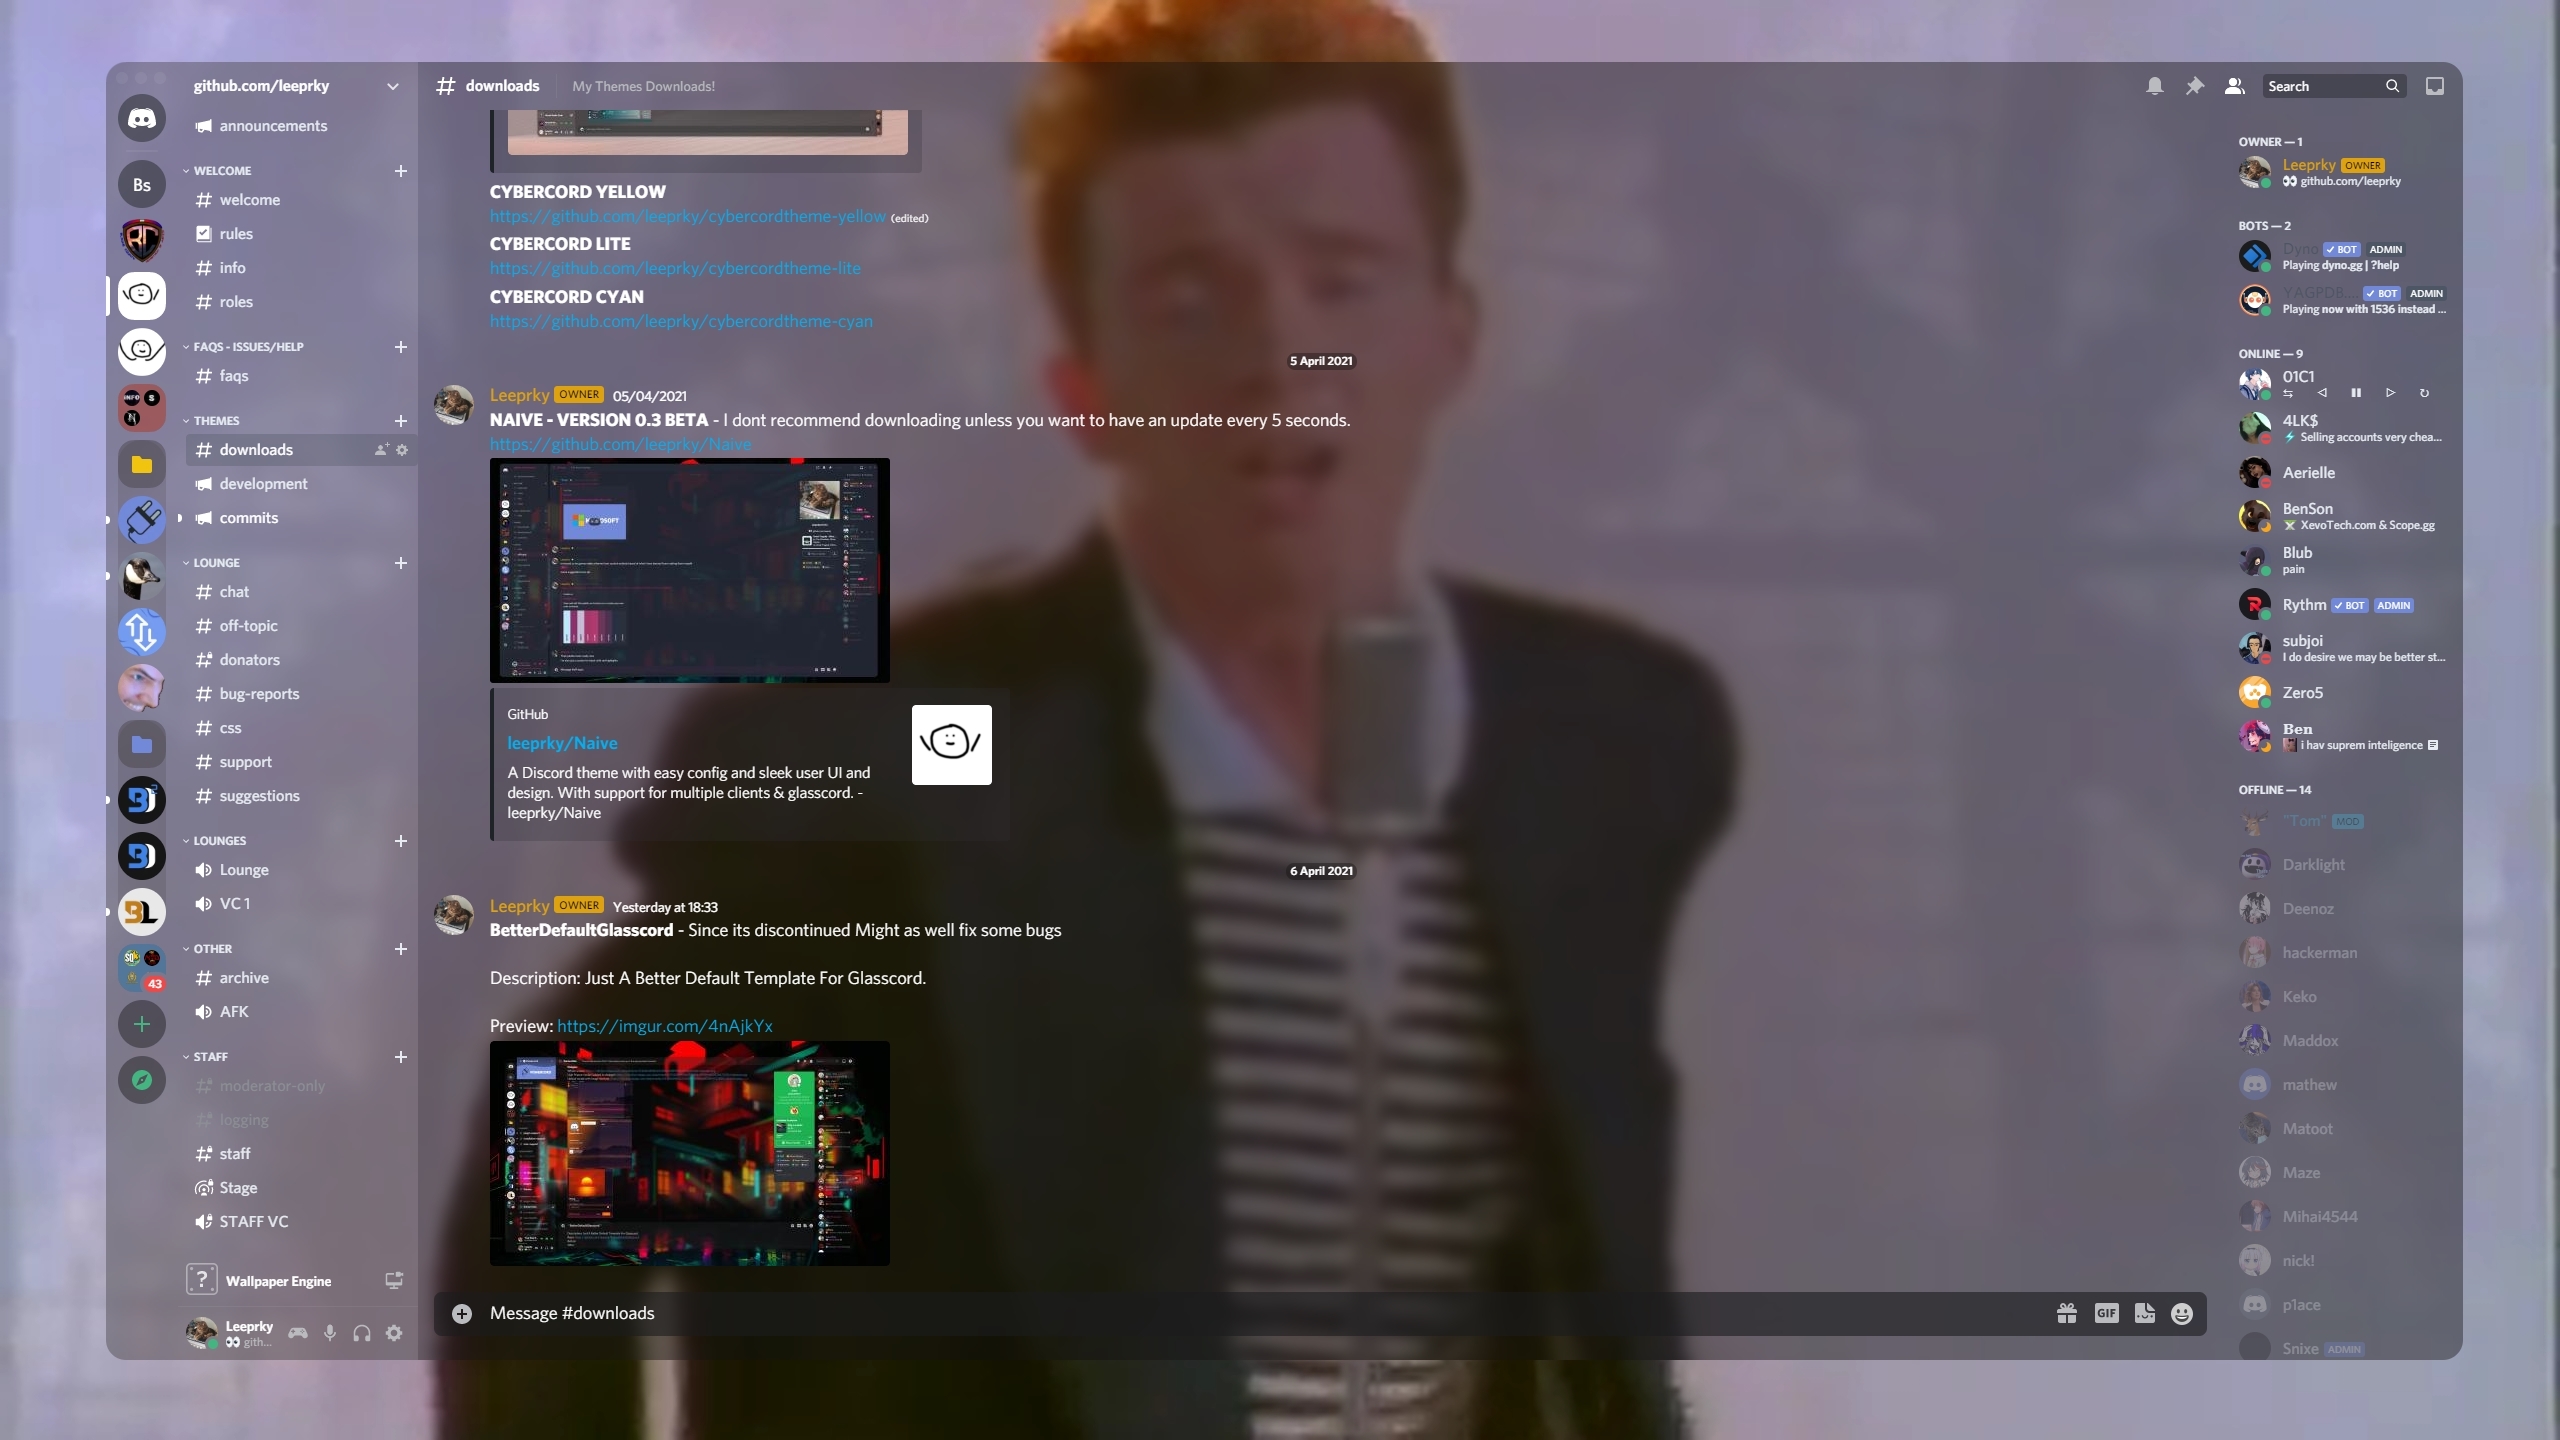 github.com/leeprky
announcements
WELCOME
welcome
rules
info
roles
FAQS - ISSUES/HELP
faqs
THEMES
downloads
development
commits
LOUNGE
chat
off-topic
donators
bug-reports
css
support
suggestions
LOUNGES
Lounge
VC 1
OTHER
archive
AFK
STAFF
moderator-only
logging
staff
Stage
STAFF VC
Wallpaper Engine
Leeprky
gith...
Bs
INFO S
N
43
downloads My Themes Downloads!
Search
CYBERCORD YELLOW
https://github.com/leeprky/cybercordtheme-yellow (edited)
CYBERCORD LITE
https://github.com/leeprky/cybercordtheme-lite
CYBERCORD CYAN
https://github.com/leeprky/cybercordtheme-cyan
5 April 2021
Leeprky OWNER 05/04/2021
NAIVE - VERSION 0.3 BETA - I dont recommend downloading unless you want to have an update every 5 seconds.
https://github.com/leeprky/Naive
GitHub
leeprky/Naive
A Discord theme with easy config and sleek user UI and
design. With support for multiple clients & glasscord. -
leeprky/Naive
6 April 2021
Leeprky OWNER Yesterday at 18:33
BetterDefaultGlasscord - Since its discontinued Might as well fix some bugs
Description: Just A Better Default Template For Glasscord.
Preview: https://imgur.com/4nAjkYx
Message #downloads
GIF
OWNER — 1
Leeprky OWNER
github.com/leeprky
BOTS — 2
Dyno BOT ADMIN
Playing dyno.gg | ?help
YAGPDB... BOT ADMIN
Playing now with 1536 instead ...
ONLINE — 9
01C1
4LK$
Selling accounts very chea...
Aerielle
BenSon
XevoTech.com & Scope.gg
Blub
pain
Rythm BOT ADMIN
subjoi
I do desire we may be better st...
Zero5
Ben
i hav suprem inteligence
OFFLINE — 14
"Tom" MOD
Darklight
Deenoz
hackerman
Keko
Maddox
mathew
Matoot
Maze
Mihai4544
nick!
p1ace
Snixe ADMIN